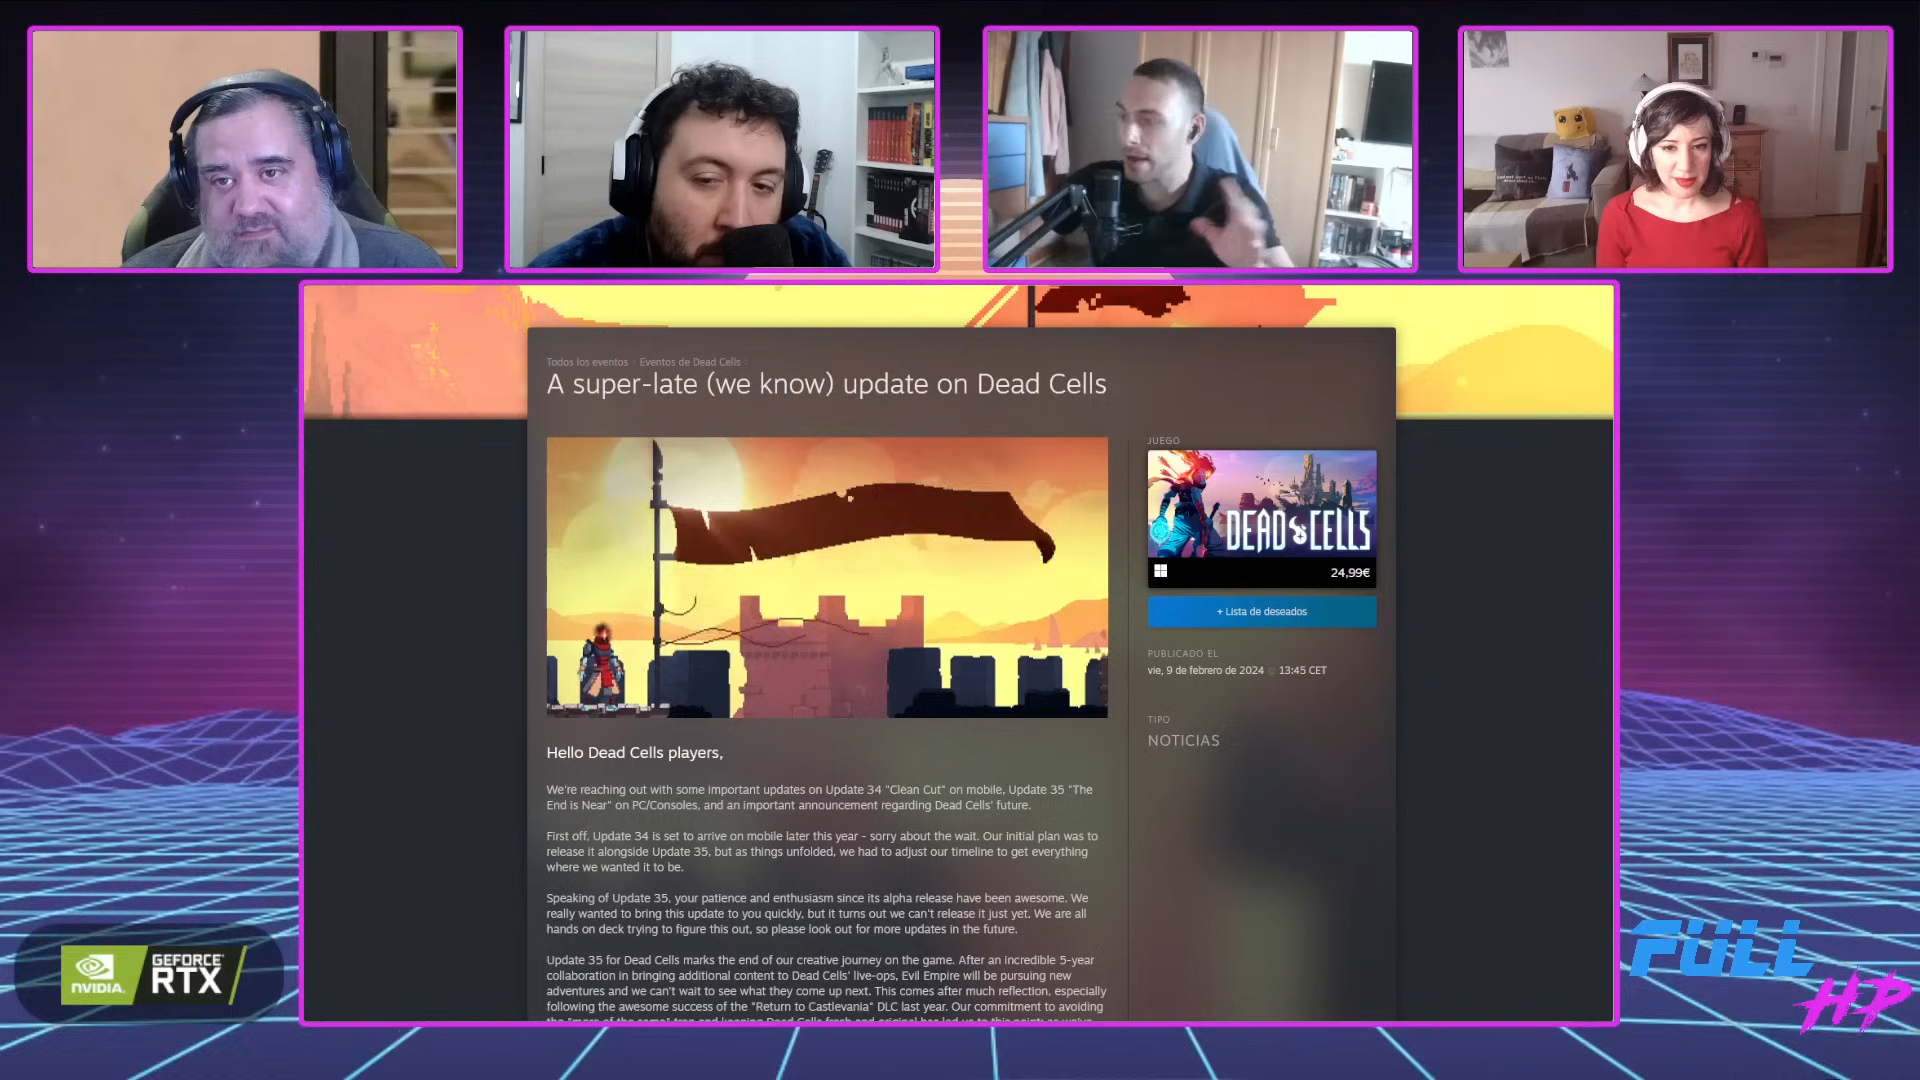 Todos los eventos > Eventos de Dead Cells >
A super-late (we know) update on Dead Cells
JUEGO
DEAD CELLS
24,99€
+ Lista de deseados
PUBLICADO EL
vie, 9 de febrero de 2024 @ 13:45 CET
TIPO
NOTICIAS
Hello Dead Cells players,
We're reaching out with some important updates on Update 34 "Clean Cut" on mobile, Update 35 "The
End is Near" on PC/Consoles, and an important announcement regarding Dead Cells' future.
First off, Update 34 is set to arrive on mobile later this year - sorry about the wait. Our initial plan was to
release it alongside Update 35, but as things unfolded, we had to adjust our timeline to get everything
where we wanted it to be.
Speaking of Update 35, your patience and enthusiasm since its alpha release have been awesome. We
really wanted to bring this update to you quickly, but it turns out we can't release it just yet. We are all
hands on deck trying to figure this out, so please look out for more updates in the future.
Update 35 for Dead Cells marks the end of our creative journey on the game. After an incredible 5-year
collaboration in bringing additional content to Dead Cells' live-ops, Evil Empire will be pursuing new
adventures and we can't wait to see what they come up next. This comes after much reflection, especially
following the awesome success of the "Return to Castlevania" DLC last year. Our commitment to avoiding
NVIDIA.
GEFORCE
RTX
FULL
HP